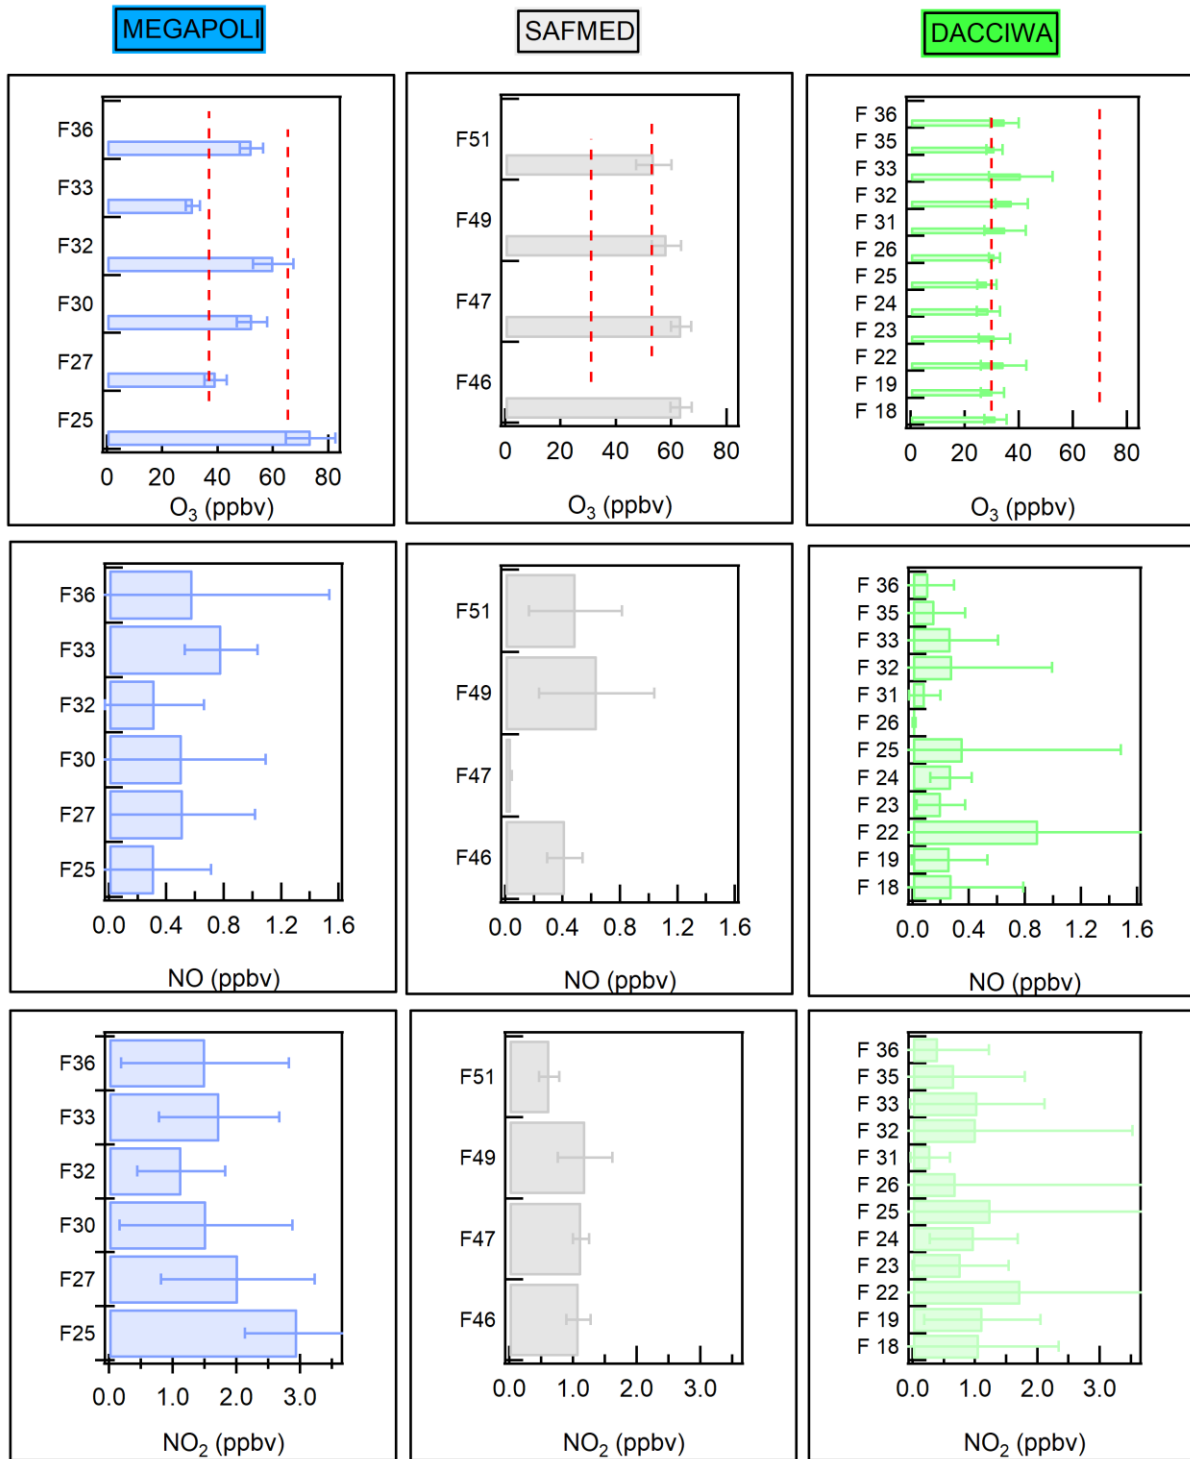 MEGAPOLI
SAFMED
DACCIWA
F36
F33
F32
F30
F27
F25
0 20 40 60 80
O₃ (ppbv)
F51
F49
F47
F46
0 20 40 60 80
O₃ (ppbv)
F 36
F 35
F 33
F 32
F 31
F 26
F 25
F 24
F 23
F 22
F 19
F 18
0 20 40 60 80
O₃ (ppbv)
F36
F33
F32
F30
F27
F25
0.0 0.4 0.8 1.2 1.6
NO (ppbv)
F51
F49
F47
F46
0.0 0.4 0.8 1.2 1.6
NO (ppbv)
F 36
F 35
F 33
F 32
F 31
F 26
F 25
F 24
F 23
F 22
F 19
F 18
0.0 0.4 0.8 1.2 1.6
NO (ppbv)
F36
F33
F32
F30
F27
F25
0.0 1.0 2.0 3.0
NO₂ (ppbv)
F51
F49
F47
F46
0.0 1.0 2.0 3.0
NO₂ (ppbv)
F 36
F 35
F 33
F 32
F 31
F 26
F 25
F 24
F 23
F 22
F 19
F 18
0.0 1.0 2.0 3.0
NO₂ (ppbv)